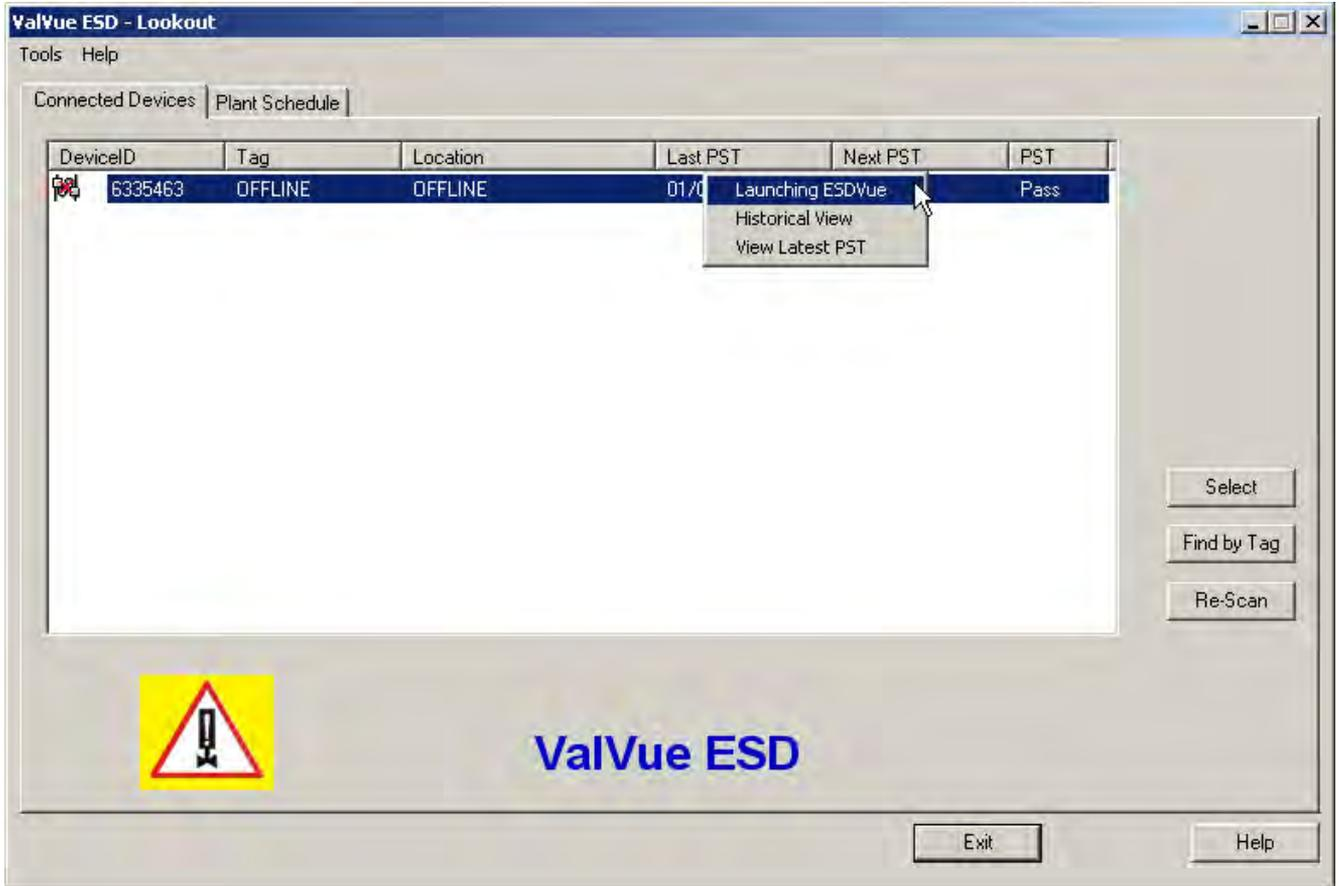 ValVue ESD - Lookout
Tools Help
Connected Devices Plant Schedule
DeviceID Tag Location Last PST Next PST PST
6335463 OFFLINE OFFLINE 01/0 Pass
Launching ESDVue
Historical View
View Latest PST
Select
Find by Tag
Re-Scan
ValVue ESD
Exit Help